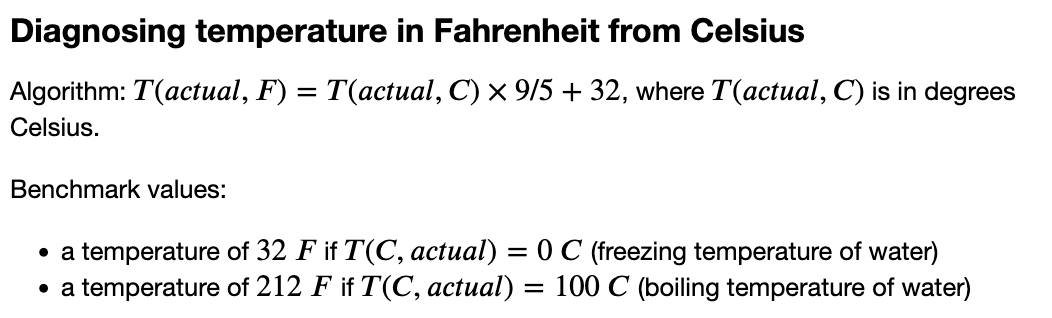 Diagnosing temperature in Fahrenheit from Celsius
Algorithm: T(actual, F) = T(actual, C) × 9/5 + 32, where T(actual, C) is in degrees
Celsius.
Benchmark values:
• a temperature of 32 F if T(C, actual) = 0 C (freezing temperature of water)
• a temperature of 212 F if T(C, actual) = 100 C (boiling temperature of water)